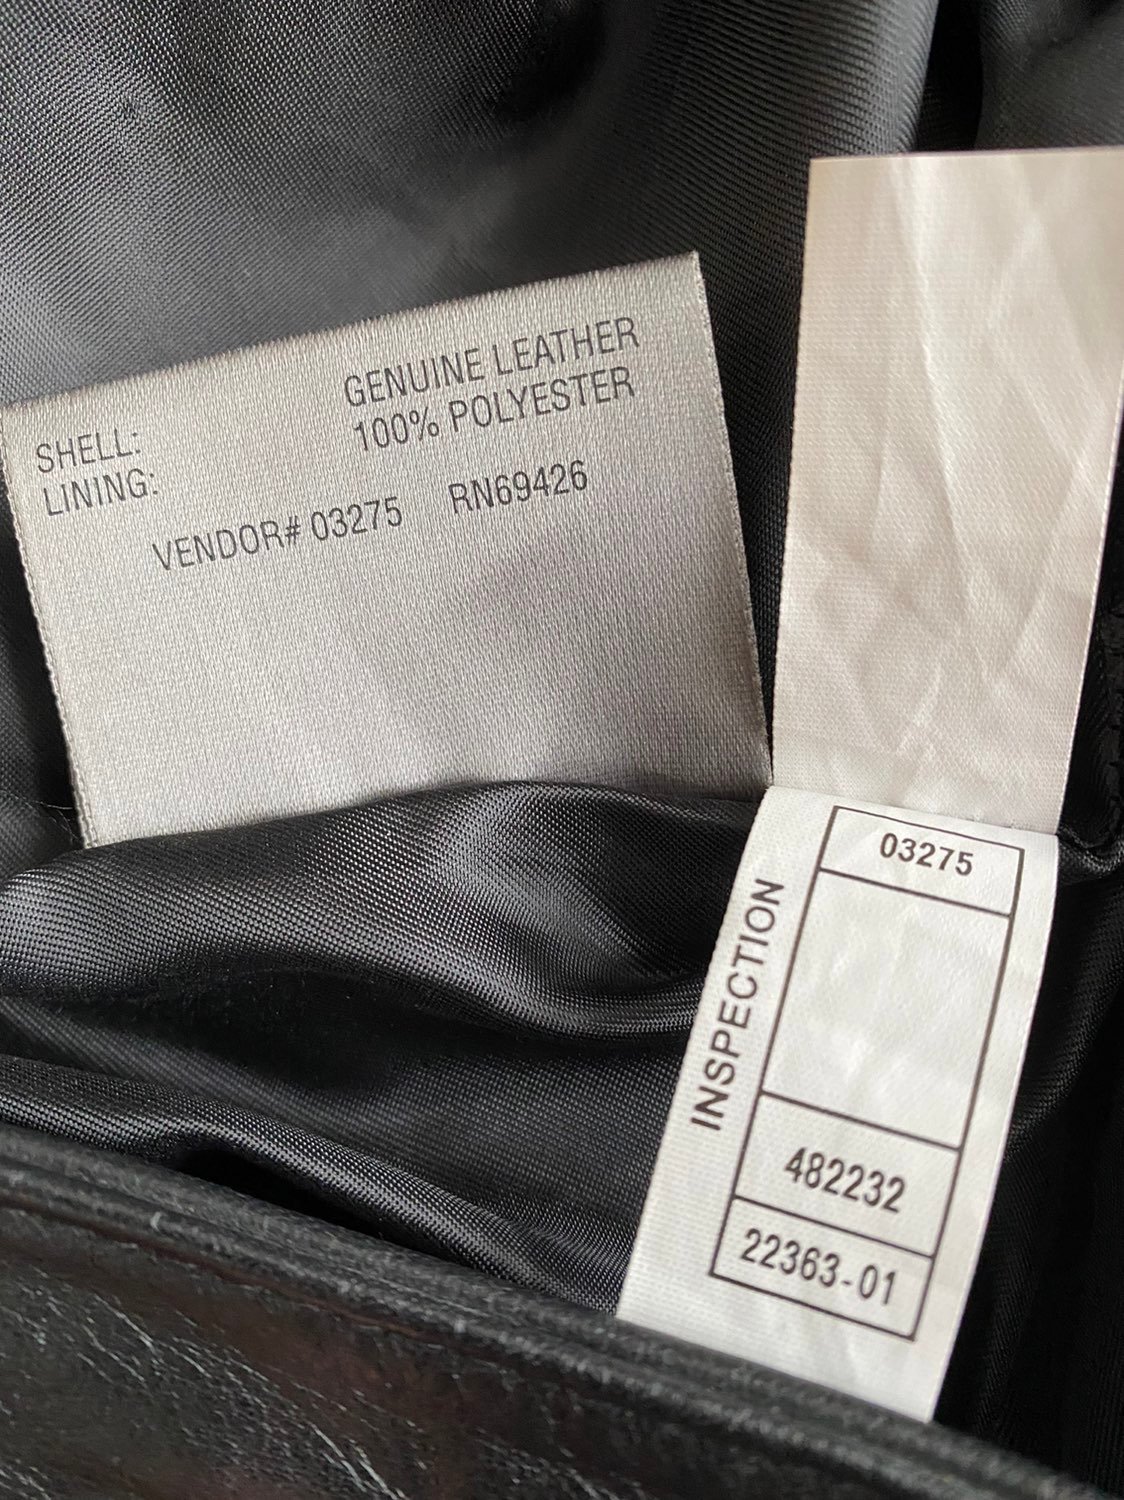 SHELL: GENUINE LEATHER
LINING: 100% POLYESTER
VENDOR# 03275 RN69426
INSPECTION
03275
482232
22363-01